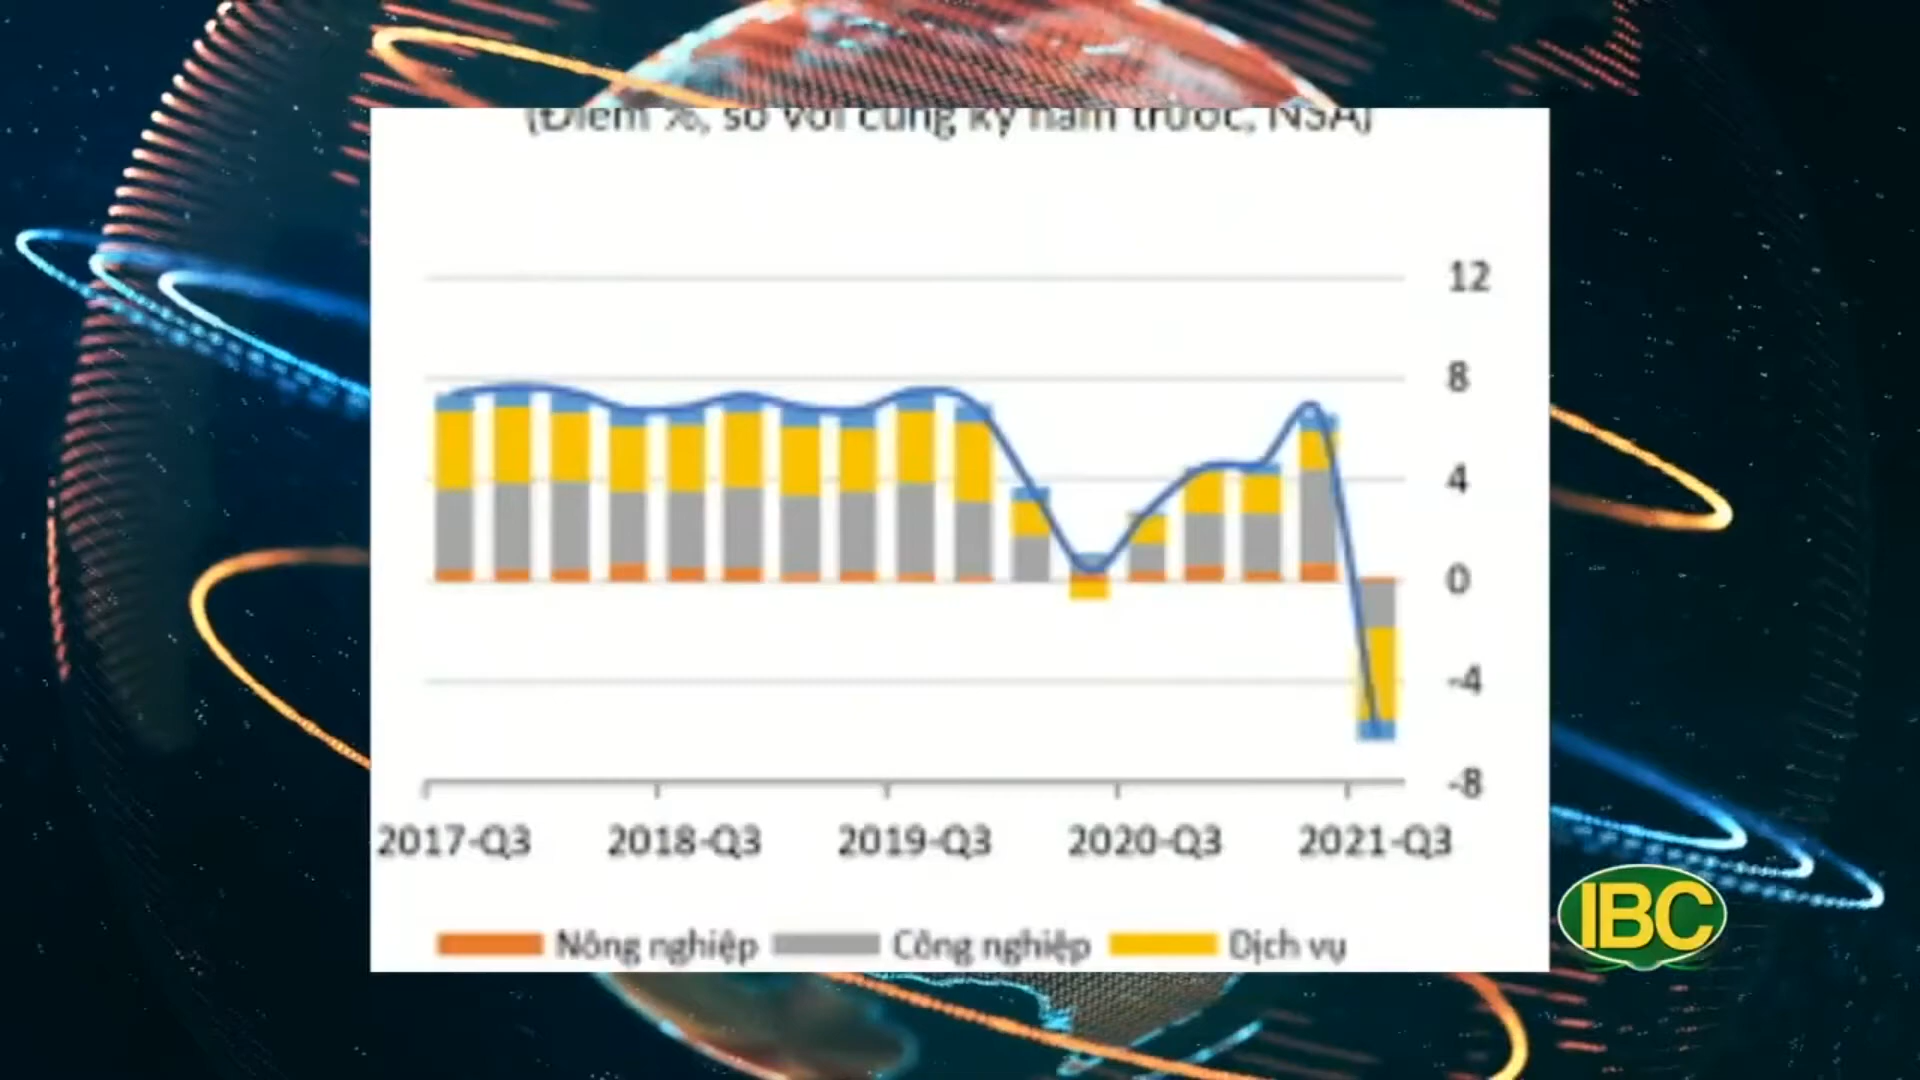 (Điểm %, so với cùng kỳ năm trước, NSA)
12
8
4
0
-4
-8
2017-Q3 2018-Q3 2019-Q3 2020-Q3 2021-Q3
Nông nghiệp Công nghiệp Dịch vụ
IBC